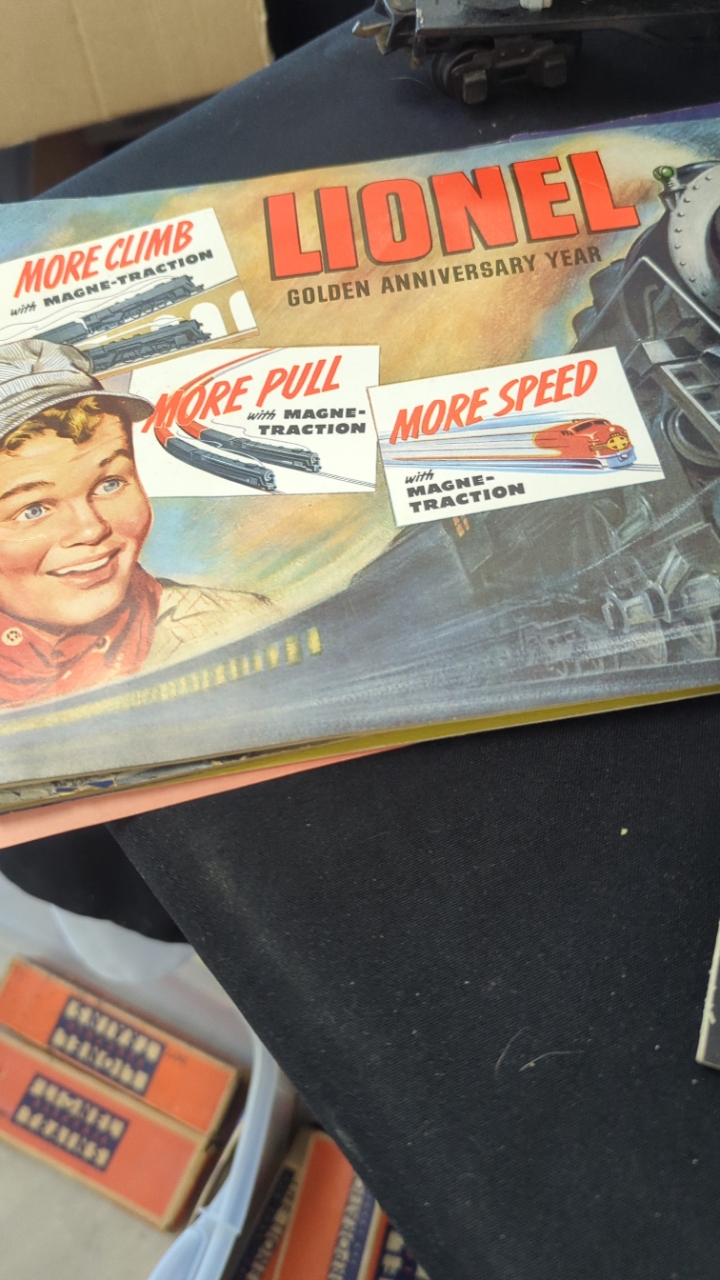 LIONEL
GOLDEN ANNIVERSARY YEAR
MORE CLIMB
with MAGNE-TRACTION
MORE PULL
with MAGNE-
TRACTION
MORE SPEED
with
MAGNE-
TRACTION